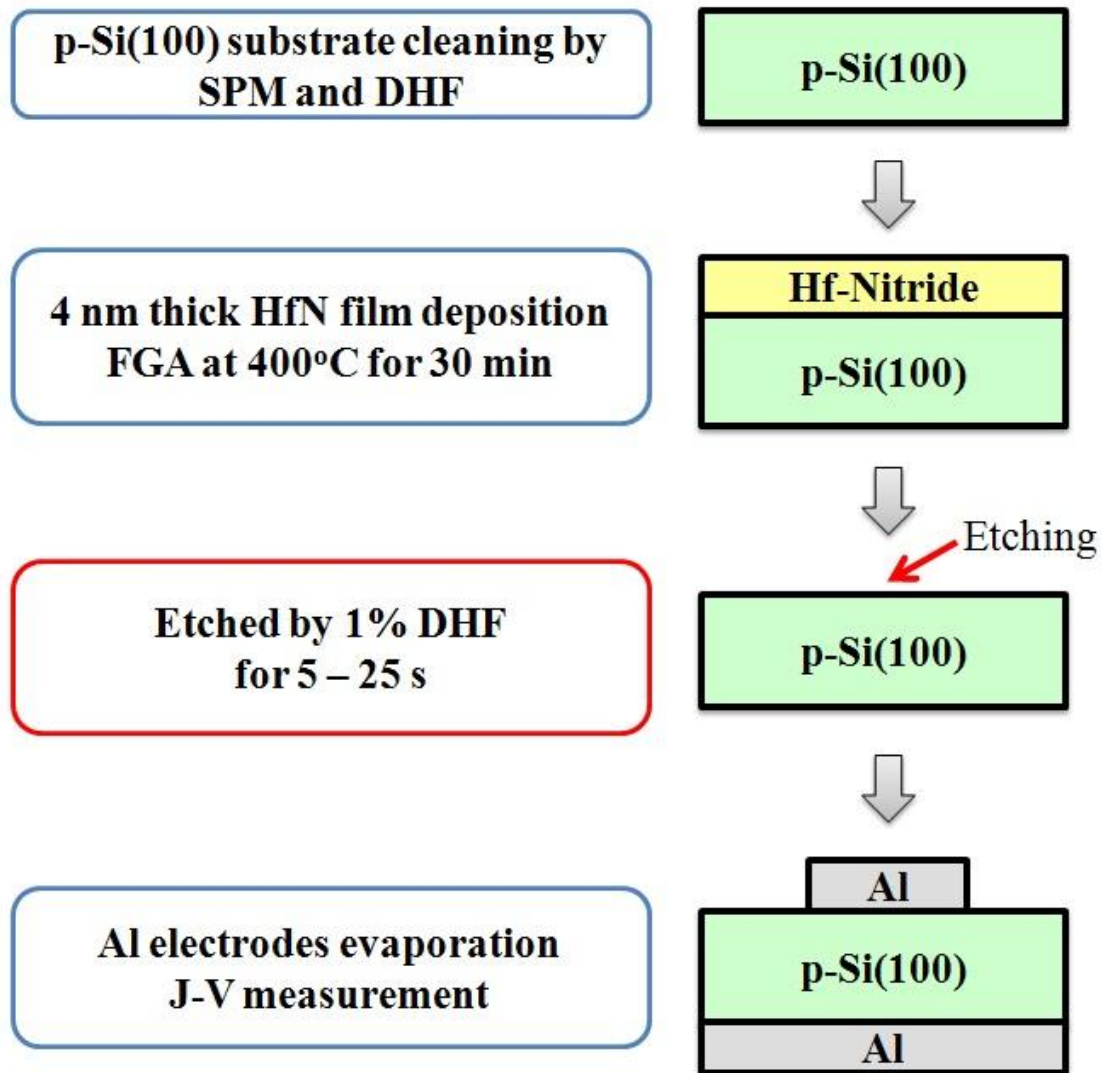 p-Si(100) substrate cleaning by
SPM and DHF
p-Si(100)
4 nm thick HfN film deposition
FGA at 400°C for 30 min
Hf-Nitride
p-Si(100)
Etching
Etched by 1% DHF
for 5 – 25 s
p-Si(100)
Al electrodes evaporation
J-V measurement
Al
p-Si(100)
Al